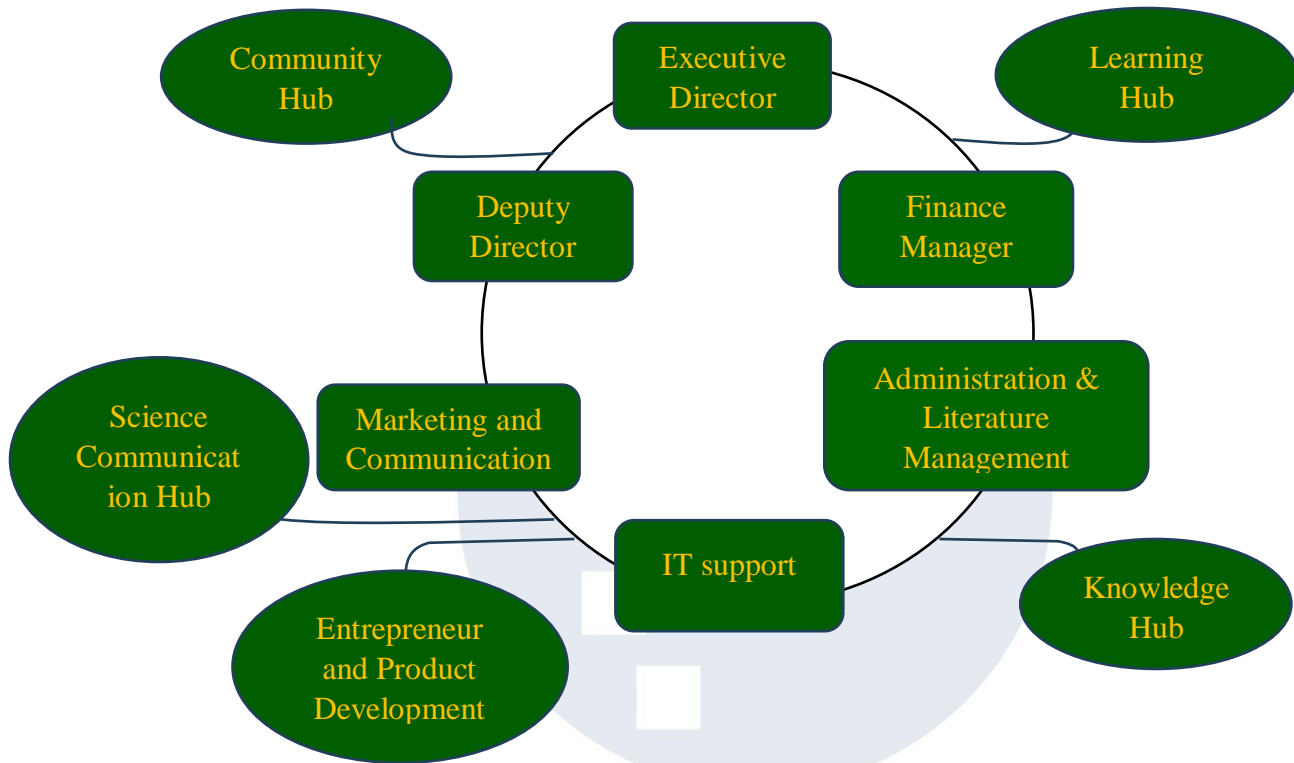 Community
Hub
Executive
Director
Learning
Hub
Deputy
Director
Finance
Manager
Science
Communicat
ion Hub
Marketing and
Communication
Administration &
Literature
Management
IT support
Knowledge
Hub
Entrepreneur
and Product
Development